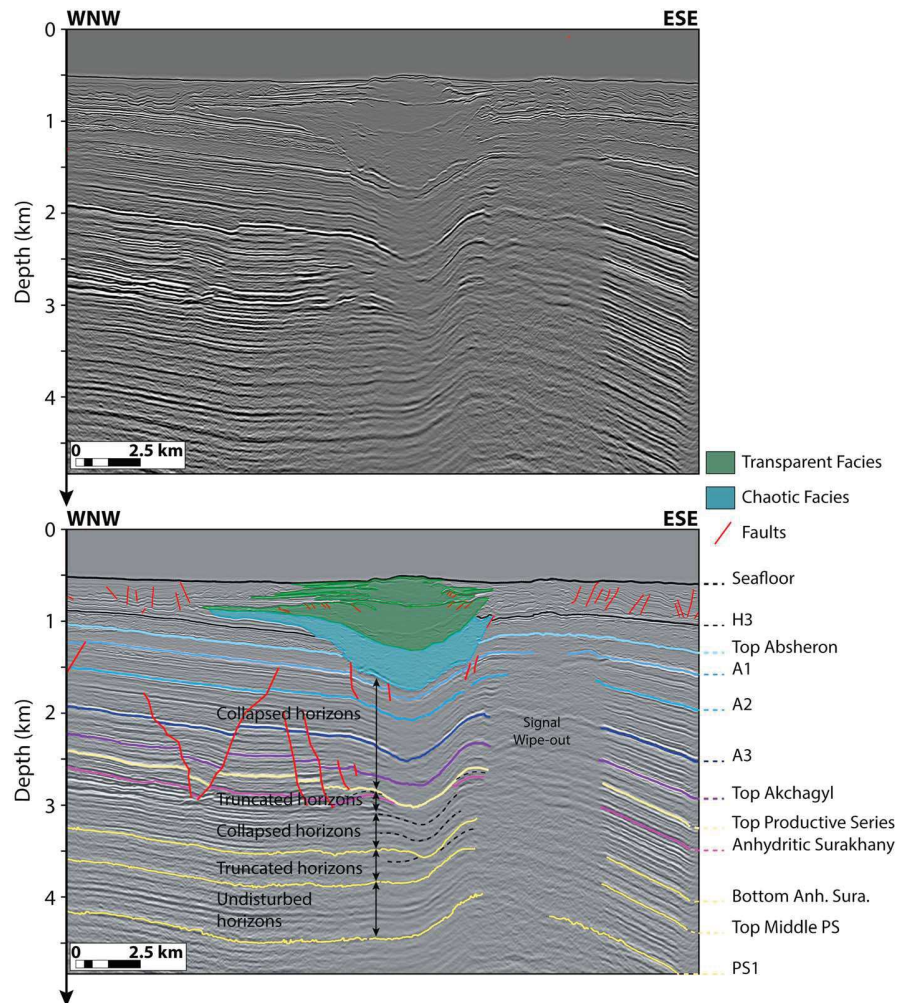 WNW ESE
0
1
2
3
4
Depth (km)
0 2.5 km
Transparent Facies
Chaotic Facies
Faults
WNW ESE
0
1
2
3
4
Depth (km)
Collapsed horizons
Signal
Wipe-out
Truncated horizons
Collapsed horizons
Truncated horizons
Undisturbed
horizons
0 2.5 km
Seafloor
H3
Top Absheron
A1
A2
A3
Top Akchagyl
Top Productive Series
Anhydritic Surakhany
Bottom Anh. Sura.
Top Middle PS
PS1